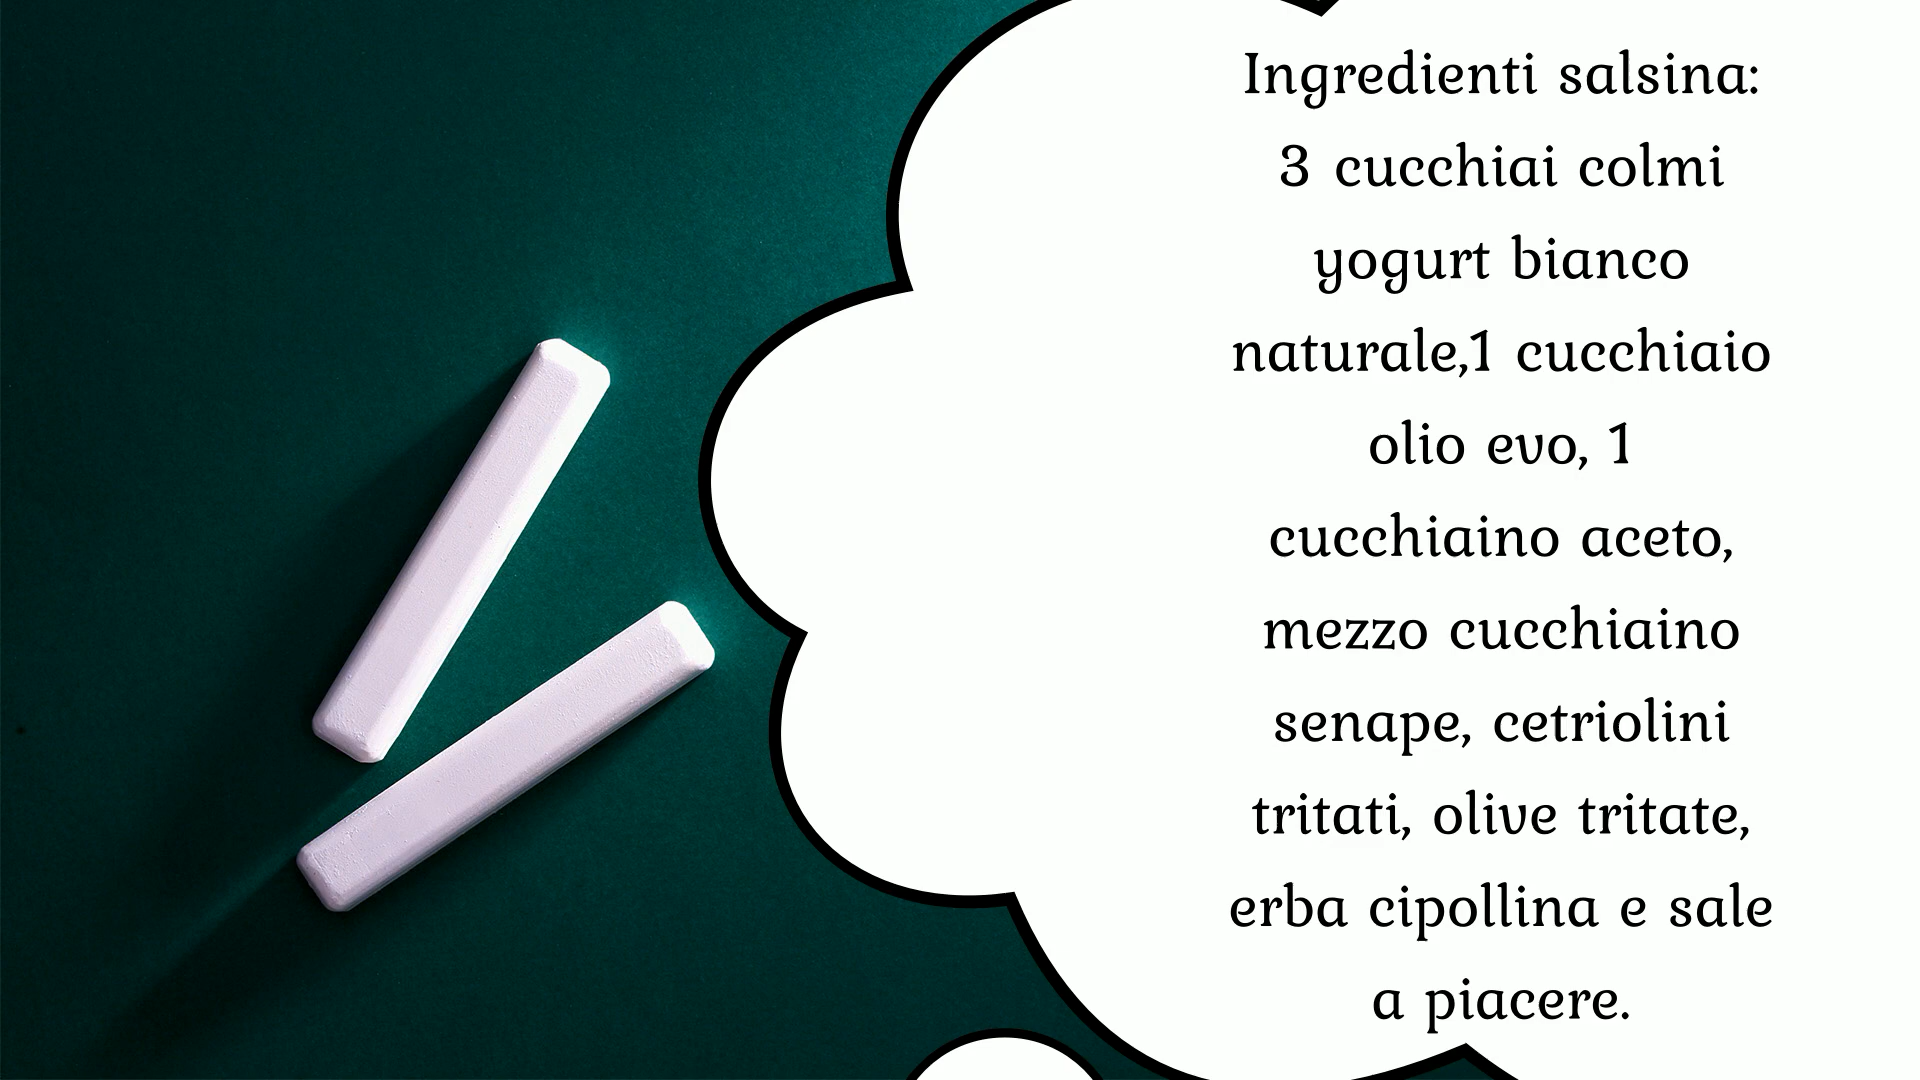 Ingredienti salsina:
3 cucchiai colmi
yogurt bianco
naturale,1 cucchiaio
olio evo, 1
cucchiaino aceto,
mezzo cucchiaino
senape, cetriolini
tritati, olive tritate,
erba cipollina e sale
a piacere.